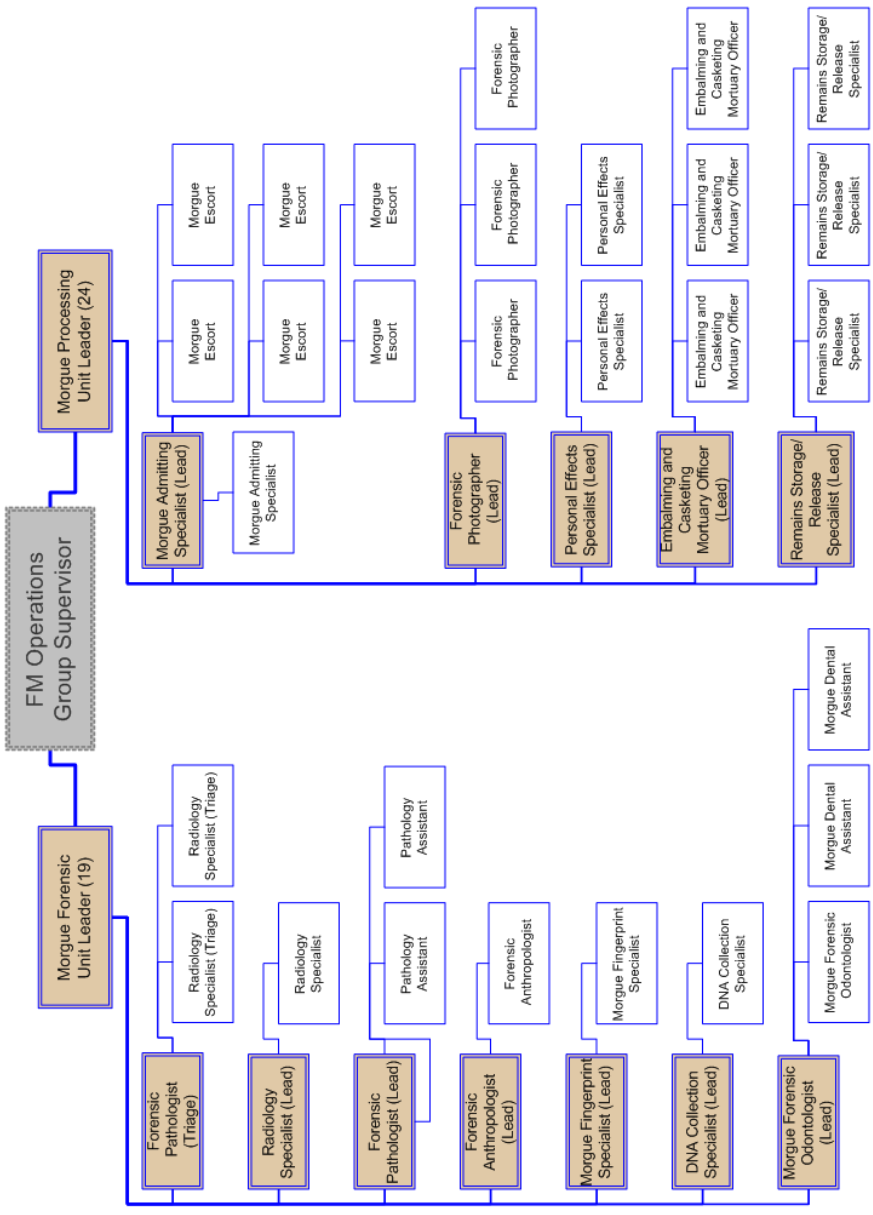 FM Operations
Group Supervisor
Morgue Forensic
Unit Leader (19)
Forensic
Pathologist
(Triage)
Radiology
Specialist (Triage)
Radiology
Specialist (Triage)
Radiology
Specialist (Lead)
Radiology
Specialist
Forensic
Pathologist (Lead)
Pathology
Assistant
Pathology
Assistant
Forensic
Anthropologist
(Lead)
Forensic
Anthropologist
Morgue Fingerprint
Specialist (Lead)
Morgue Fingerprint
Specialist
DNA Collection
Specialist (Lead)
DNA Collection
Specialist
Morgue Forensic
Odontologist
(Lead)
Morgue Forensic
Odontologist
Morgue Dental
Assistant
Morgue Dental
Assistant
Morgue Processing
Unit Leader (24)
Morgue Admitting
Specialist (Lead)
Morgue Admitting
Specialist
Morgue
Escort
Morgue
Escort
Morgue
Escort
Morgue
Escort
Morgue
Escort
Morgue
Escort
Forensic
Photographer
(Lead)
Forensic
Photographer
Forensic
Photographer
Forensic
Photographer
Personal Effects
Specialist (Lead)
Personal Effects
Specialist
Personal Effects
Specialist
Embalming and
Casketing
Mortuary Officer
(Lead)
Embalming and
Casketing
Mortuary Officer
Embalming and
Casketing
Mortuary Officer
Embalming and
Casketing
Mortuary Officer
Remains Storage/
Release
Specialist (Lead)
Remains Storage/
Release
Specialist
Remains Storage/
Release
Specialist
Remains Storage/
Release
Specialist